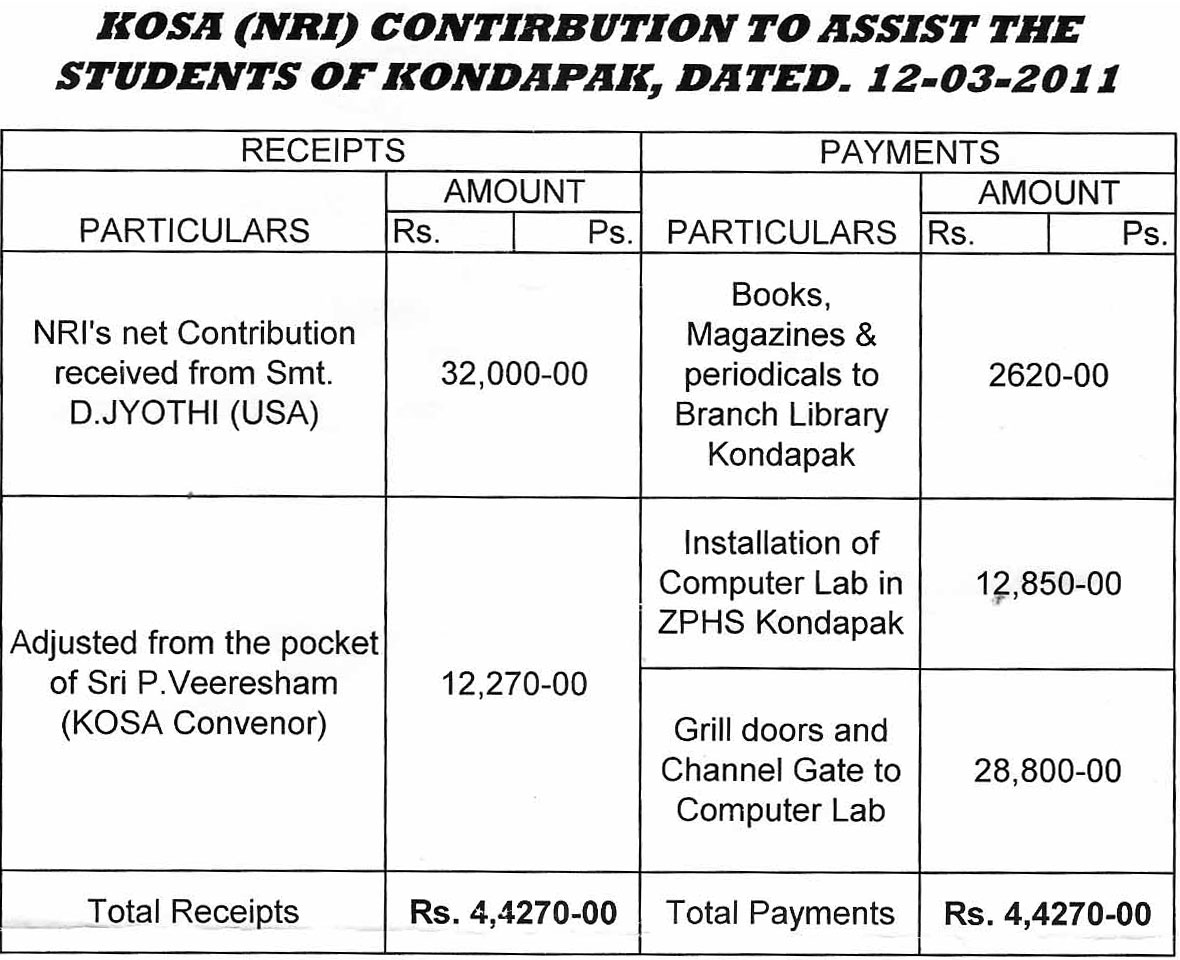 KOSA (NRI) CONTIRBUTION TO ASSIST THE
STUDENTS OF KONDAPAK, DATED. 12-03-2011
RECEIPTS
PAYMENTS
PARTICULARS
AMOUNT
Rs.
Ps.
PARTICULARS
AMOUNT
Rs.
Ps.
NRI's net Contribution
received from Smt.
D.JYOTHI (USA)
32,000-00
Books,
Magazines &
periodicals to
Branch Library
Kondapak
2620-00
Adjusted from the pocket
of Sri P.Veeresham
(KOSA Convenor)
12,270-00
Installation of
Computer Lab in
ZPHS Kondapak
12,850-00
Grill doors and
Channel Gate to
Computer Lab
28,800-00
Total Receipts
Rs. 4,4270-00
Total Payments
Rs. 4,4270-00